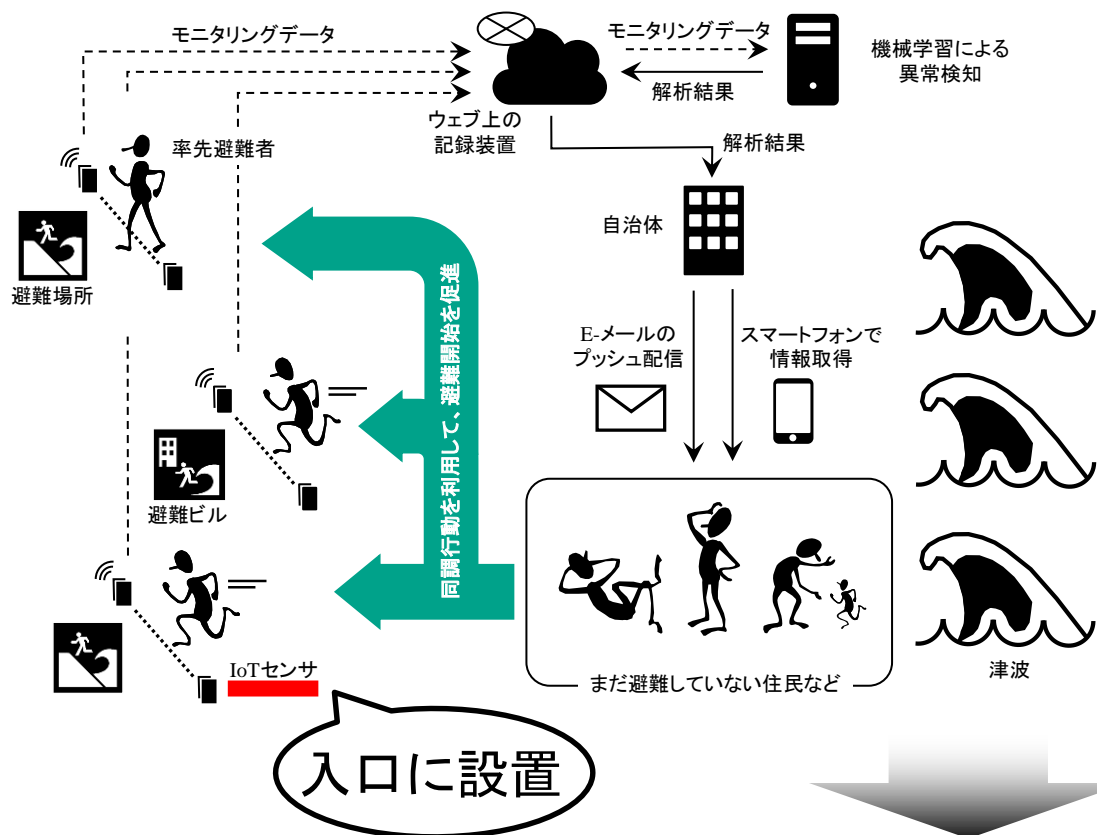 モニタリングデータ
モニタリングデータ
機械学習による
異常検知
解析結果
ウェブ上の
記録装置
解析結果
率先避難者
自治体
避難場所
同調行動を利用して、避難開始を促進
E-メールの
プッシュ配信
スマートフォンで
情報取得
避難ビル
IoTセンサ
まだ避難していない住民など
津波
入口に設置